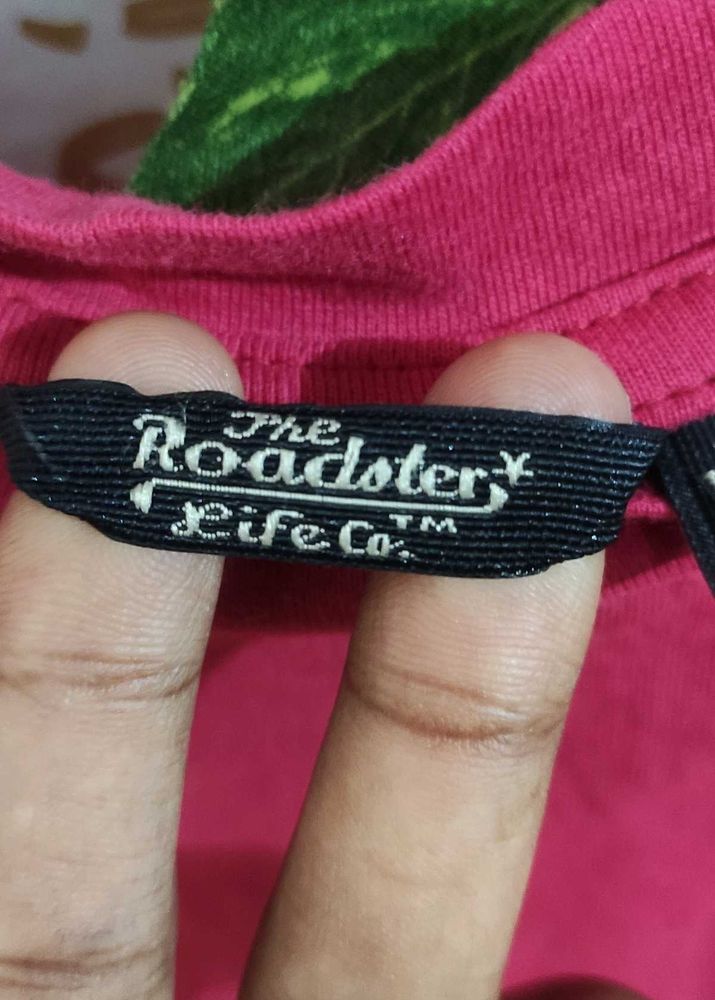 The
Roadster
Life Co.™